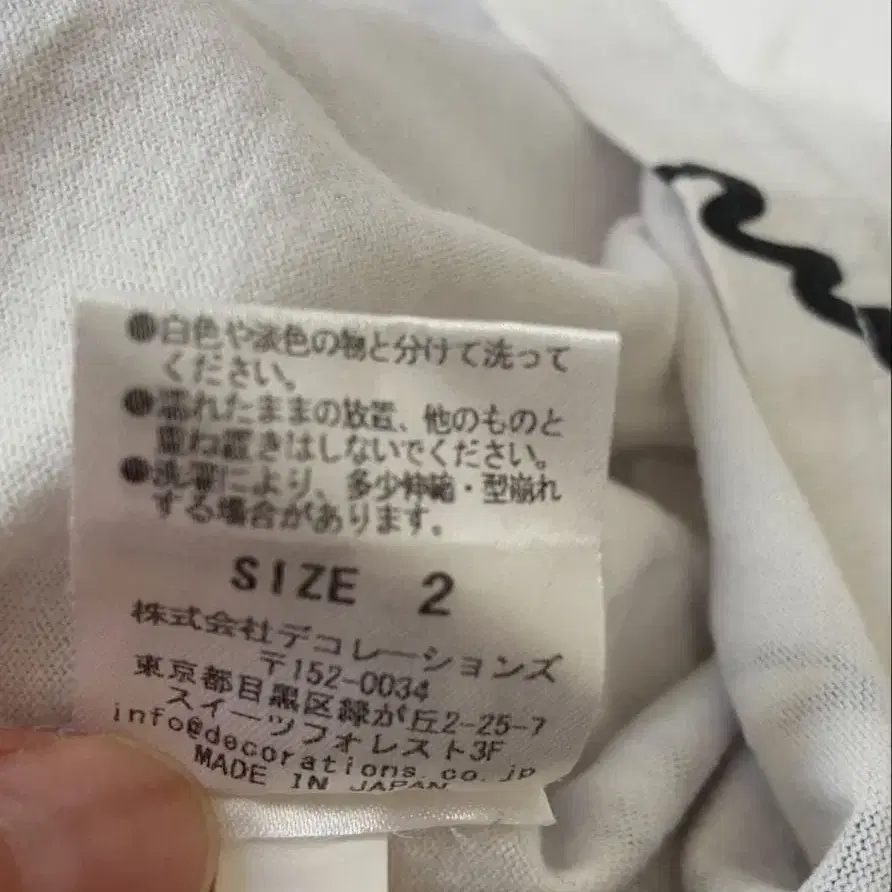 ●白色や淡色の物と分けて洗って
ください。
●濡れたままの放置、他のものと
重ね置きはしないでください。
●洗濯により、多少伸縮・型崩れ
する場合があります。
SIZE 2
株式会社デコレーションズ
〒152-0034
東京都目黒区緑が丘2-25-7
スイーツフォレスト3F
info@decorations.co.jp
MADE IN JAPAN